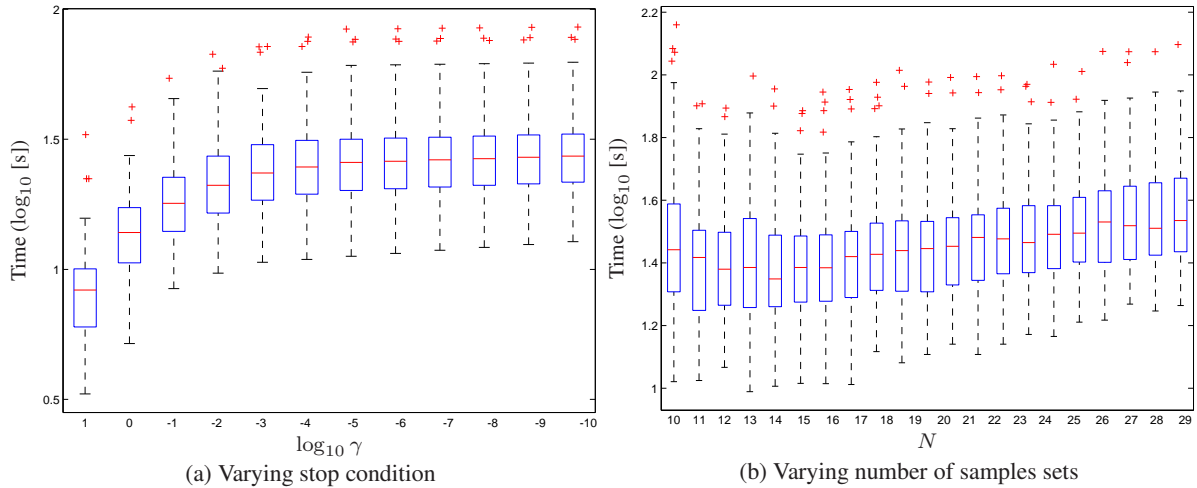 2
1.5
1
0.5
Time (log₁₀ [s])
1 0 -1 -2 -3 -4 -5 -6 -7 -8 -9 -10
log₁₀ γ
(a) Varying stop condition
2.2
2
1.8
1.6
1.4
1.2
1
Time (log₁₀ [s])
10 11 12 13 14 15 16 17 18 19 20 21 22 23 24 25 26 27 28 29
N
(b) Varying number of samples sets